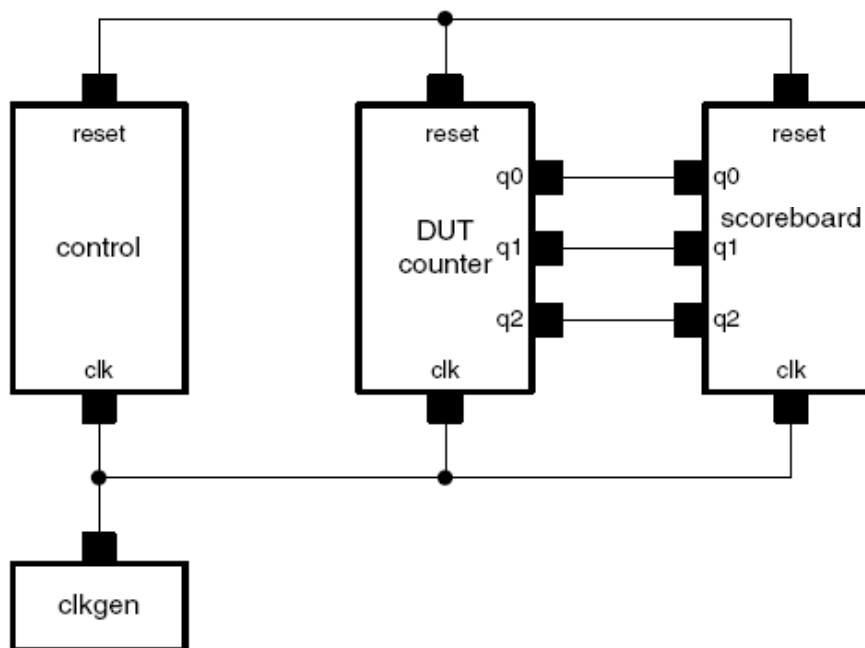 reset
control
clk
reset
q0
DUT
counter
q1
q2
clk
reset
q0
scoreboard
q1
q2
clk
clkgen